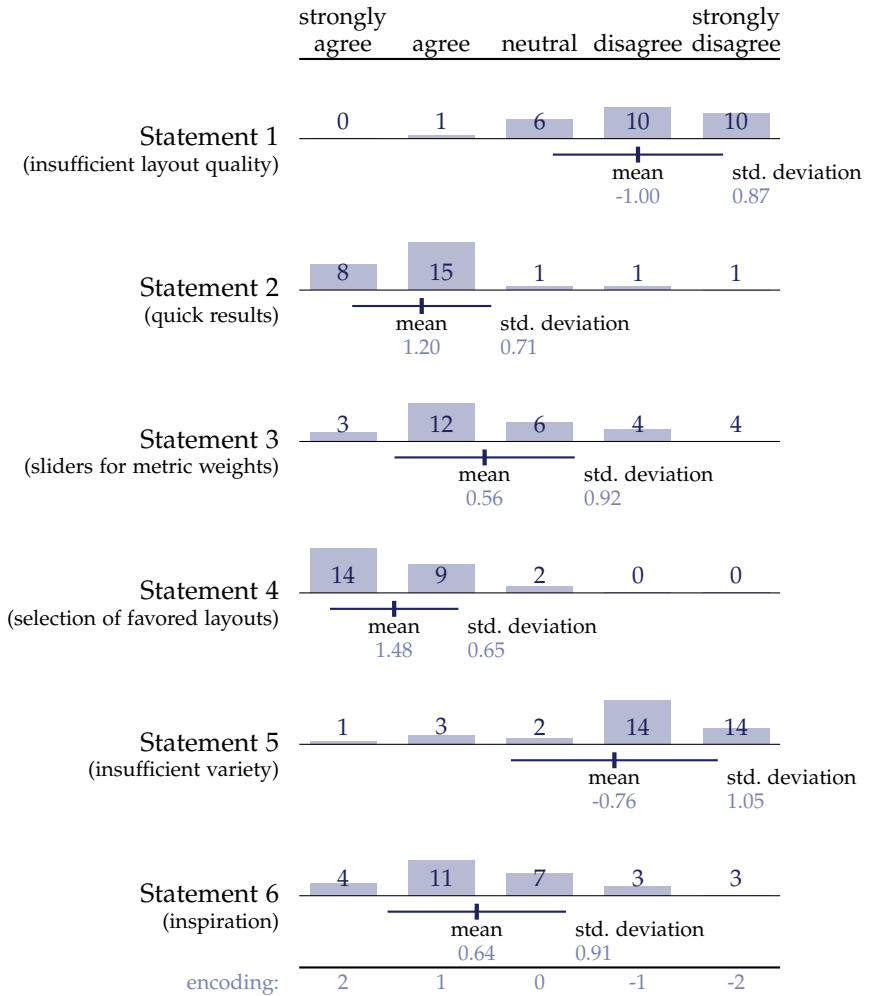 strongly agree
agree
neutral
disagree
strongly disagree
Statement 1
(insufficient layout quality)
0 1 6 10 10
mean
-1.00
std. deviation
0.87
Statement 2
(quick results)
8 15 1 1 1
mean
1.20
std. deviation
0.71
Statement 3
(sliders for metric weights)
3 12 6 4 4
mean
0.56
std. deviation
0.92
Statement 4
(selection of favored layouts)
14 9 2 0 0
mean
1.48
std. deviation
0.65
Statement 5
(insufficient variety)
1 3 2 14 14
mean
-0.76
std. deviation
1.05
Statement 6
(inspiration)
4 11 7 3 3
mean
0.64
std. deviation
0.91
encoding: 2 1 0 -1 -2